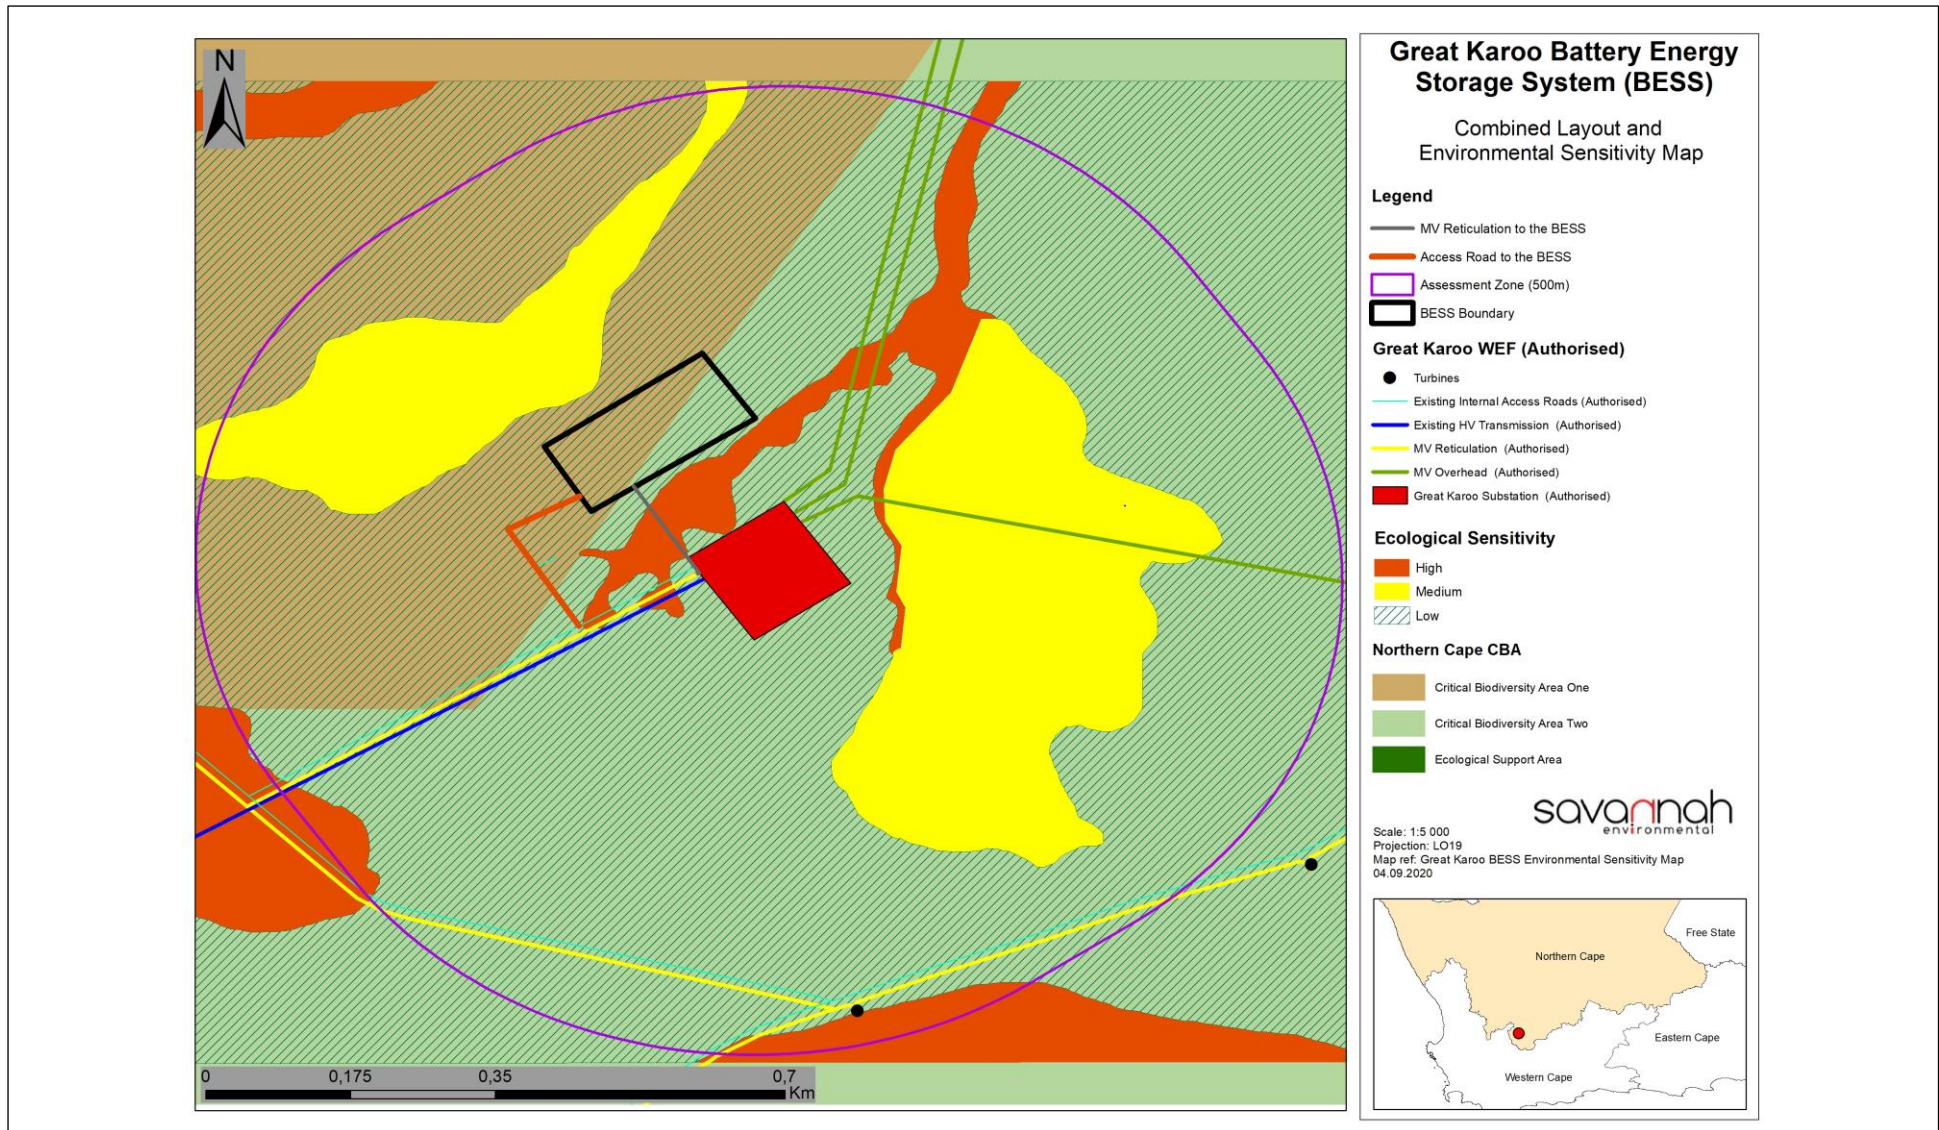 N
0
0,175
0,35
0,7
Km
Great Karoo Battery Energy
Storage System (BESS)
Combined Layout and
Environmental Sensitivity Map
Legend
MV Reticulation to the BESS
Access Road to the BESS
Assessment Zone (500m)
BESS Boundary
Great Karoo WEF (Authorised)
Turbines
Existing Internal Access Roads (Authorised)
Existing HV Transmission (Authorised)
MV Reticulation (Authorised)
MV Overhead (Authorised)
Great Karoo Substation (Authorised)
Ecological Sensitivity
High
Medium
Low
Northern Cape CBA
Critical Biodiversity Area One
Critical Biodiversity Area Two
Ecological Support Area
savannah
environmental
Scale: 1:5 000
Projection: LO19
Map ref: Great Karoo BESS Environmental Sensitivity Map
04.09.2020
Free State
Northern Cape
Eastern Cape
Western Cape